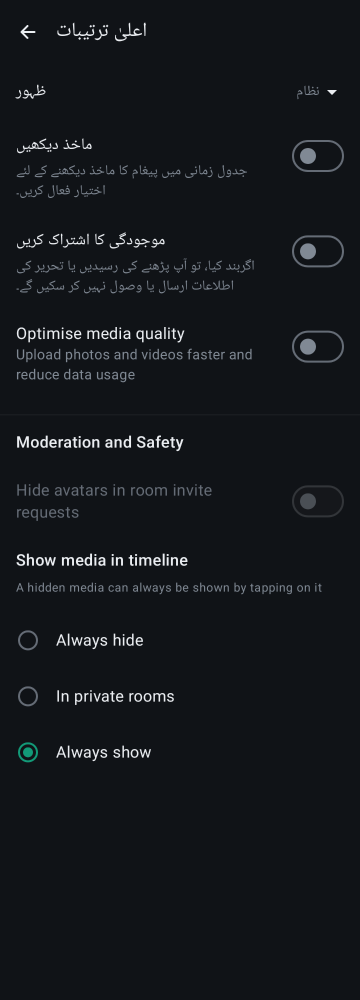 اعلیٰ ترتیبات
ظہور
نظام
ماخذ دیکھیں
جدول زمانی میں پیغام کا ماخذ دیکھنے کے لئے
اختیار فعال کریں۔
موجودگی کا اشتراک کریں
اگربند کیا، تو آپ پڑھنے کی رسیدیں یا تحریر کی
اطلاعات ارسال یا وصول نہیں کر سکیں گے۔
Optimise media quality
Upload photos and videos faster and
reduce data usage
Moderation and Safety
Hide avatars in room invite
requests
Show media in timeline
A hidden media can always be shown by tapping on it
Always hide
In private rooms
Always show